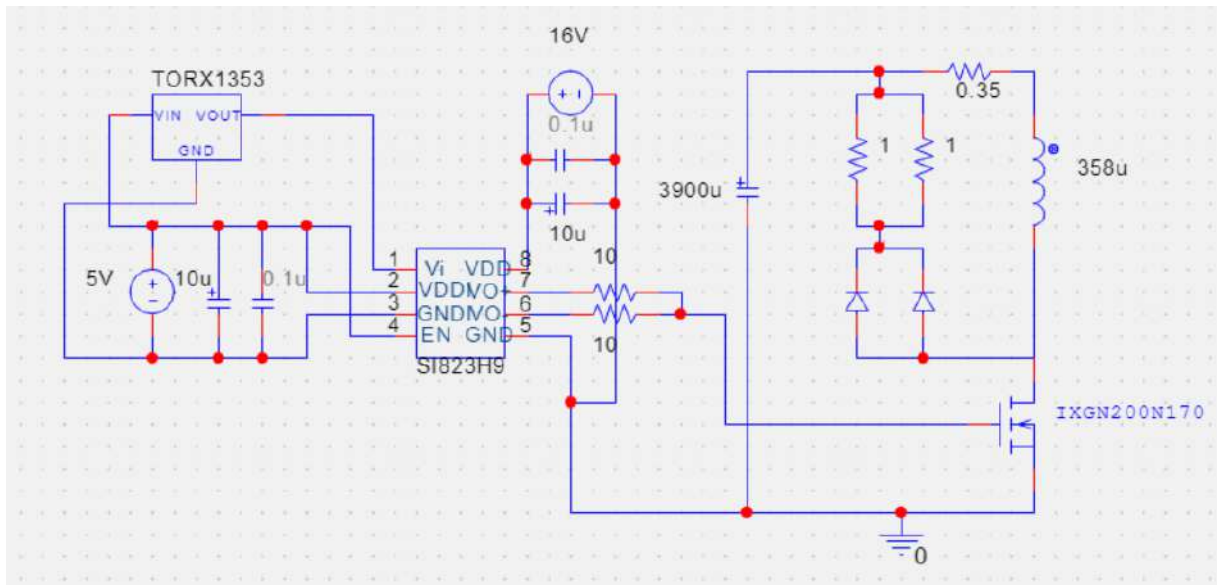 16V
TORX1353
VIN VOUT
GND
0.1u
0.35
1
1
358u
3900u
10u
5V
10u
0.1u
10
10
1 Vi VDD 8
2 VDDI VO+ 7
3 GNDI VO- 6
4 EN GND 5
SI823H9
IXGN200N170
0